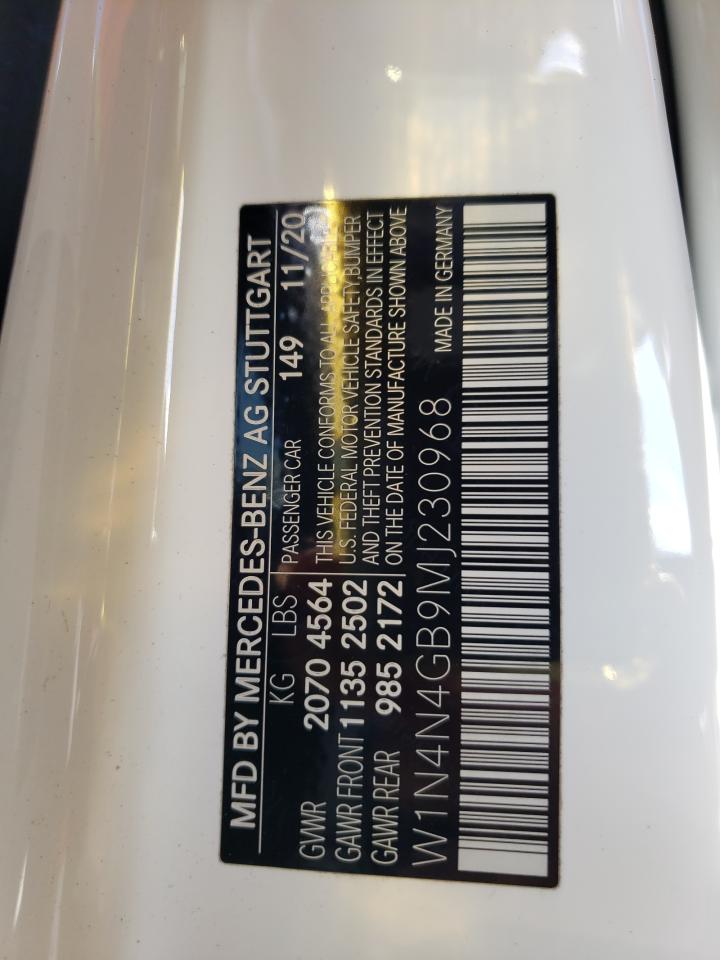 MFD BY MERCEDES-BENZ AG STUTTGART
KG LBS PASSENGER CAR 149 11/20
GVWR 2070 4564 THIS VEHICLE CONFORMS TO ALL
GAWR FRONT 1135 2502 U.S. FEDERAL MOTOR VEHICLE SAFETY,BUMPER
GAWR REAR 985 2172 AND THEFT PREVENTION STANDARDS IN EFFECT
ON THE DATE OF MANUFACTURE SHOWN ABOVE
W1N4N4GB9MJ230968 MADE IN GERMANY